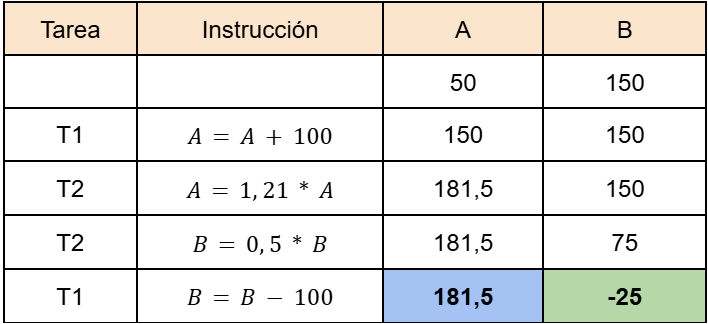 Tarea Instrucción A B
50 150
T1 A = A + 100 150 150
T2 A = 1,21 * A 181,5 150
T2 B = 0,5 * B 181,5 75
T1 B = B − 100 181,5 -25